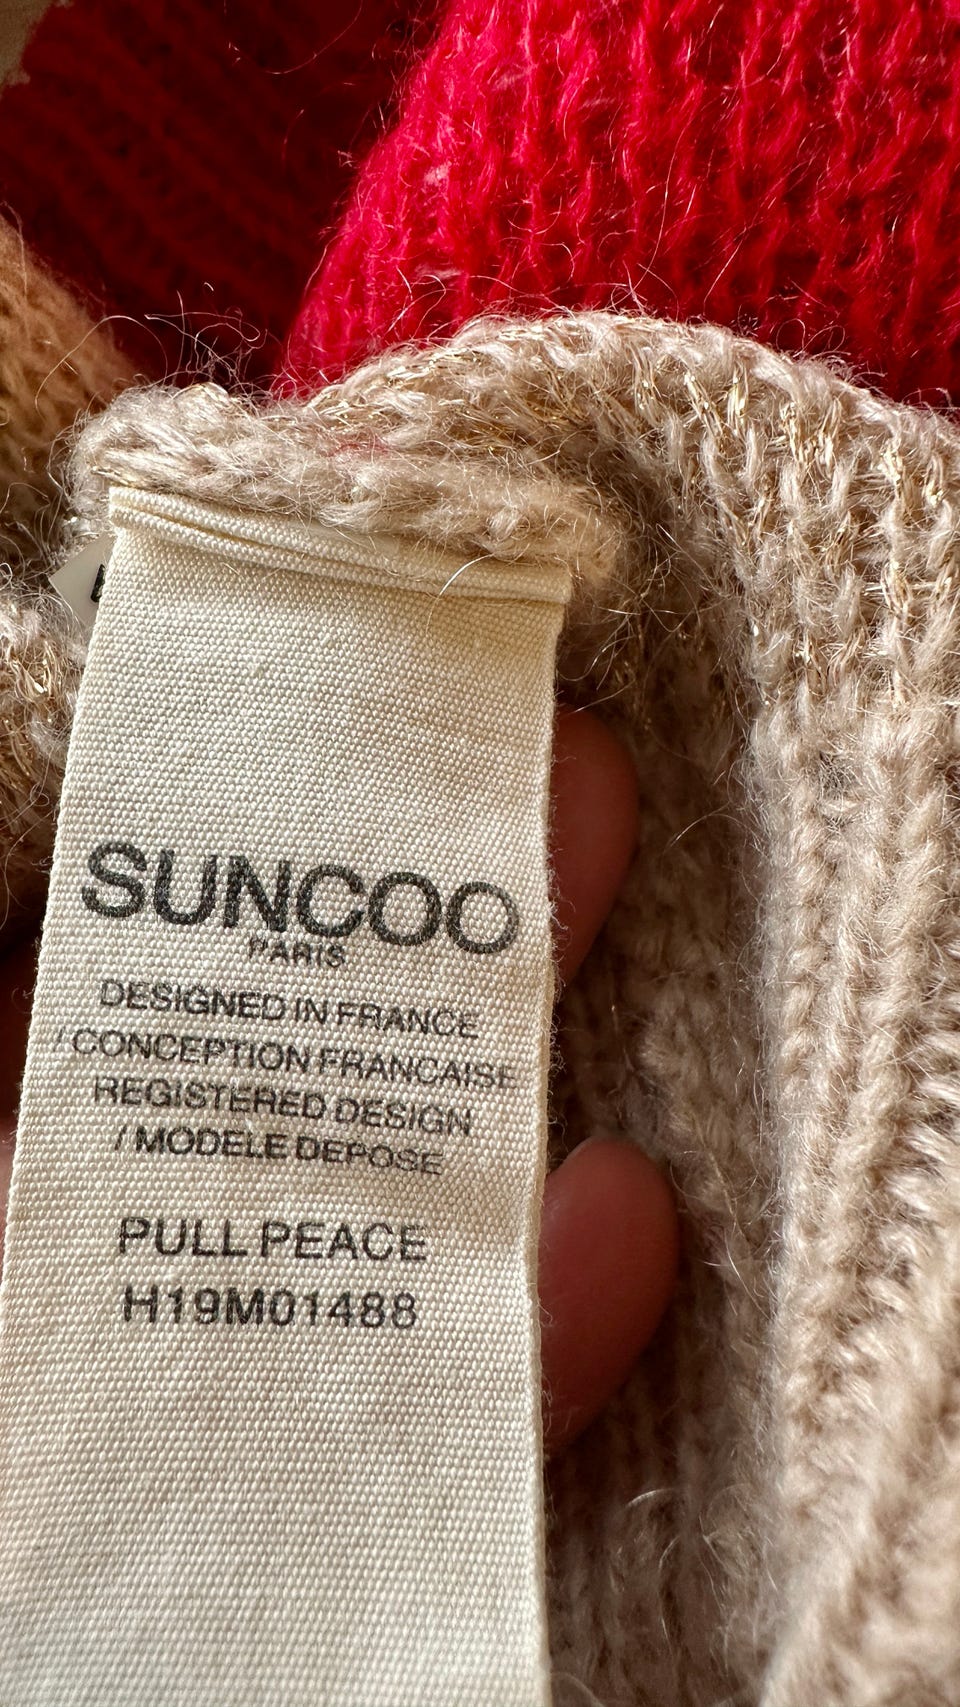 SUNCOO
PARIS
DESIGNED IN FRANCE
/ CONCEPTION FRANCAISE
REGISTERED DESIGN
/ MODELE DEPOSE
PULL PEACE
H19M01488